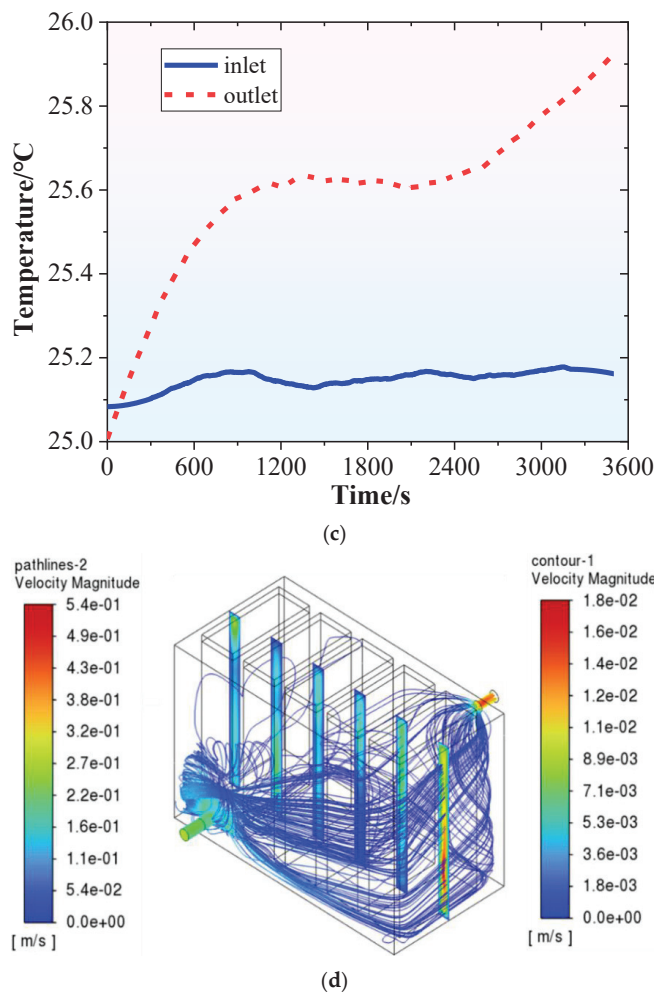 26.0
25.8
25.6
25.4
25.2
25.0
Temperature/°C
inlet
outlet
0 600 1200 1800 2400 3000 3600
Time/s
(c)
pathlines-2
Velocity Magnitude
5.4e-01
4.9e-01
4.3e-01
3.8e-01
3.3e-01
2.7e-01
2.2e-01
1.6e-01
1.1e-01
5.4e-02
0.0e+00
[ m/s ]
contour-1
Velocity Magnitude
1.8e-02
1.6e-02
1.4e-02
1.2e-02
1.1e-02
8.9e-03
7.1e-03
5.3e-03
3.6e-03
1.8e-03
0.0e+00
[ m/s ]
(d)